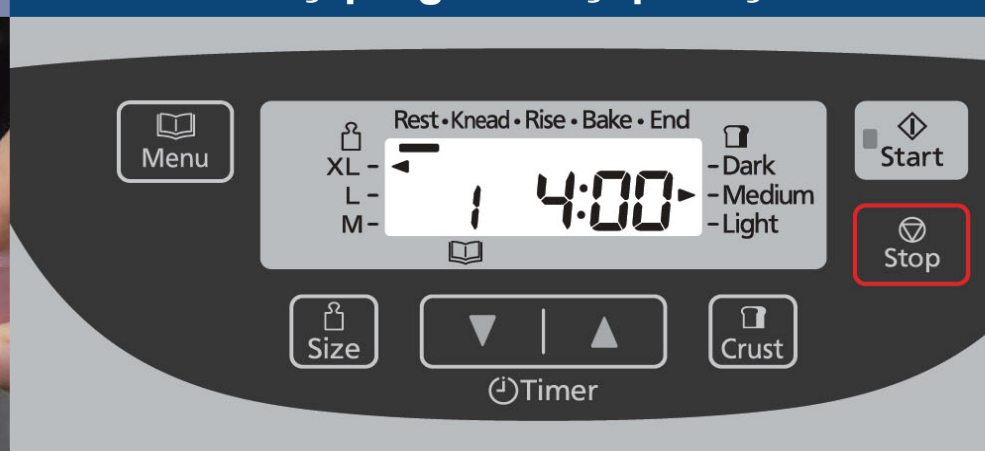 Menu
Rest • Knead • Rise • Bake • End
XL –
L –
M –
1 4:00
– Dark
– Medium
– Light
Start
Stop
Size
Timer
Crust